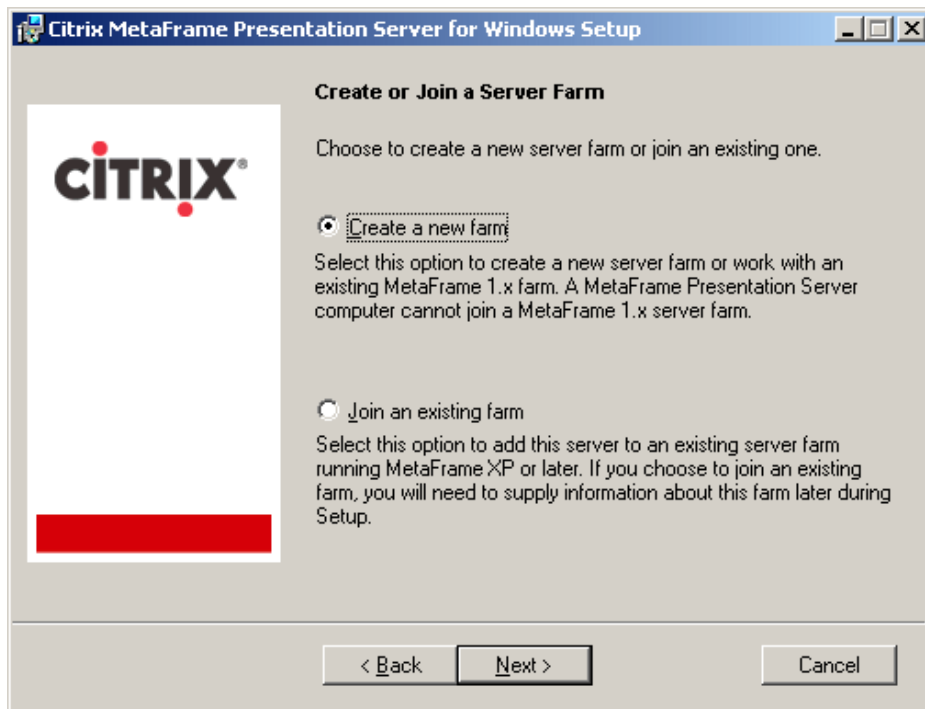 Citrix MetaFrame Presentation Server for Windows Setup
Create or Join a Server Farm
CITRIX®
Choose to create a new server farm or join an existing one.
Create a new farm
Select this option to create a new server farm or work with an
existing MetaFrame 1.x farm. A MetaFrame Presentation Server
computer cannot join a MetaFrame 1.x server farm.
Join an existing farm
Select this option to add this server to an existing server farm
running MetaFrame XP or later. If you choose to join an existing
farm, you will need to supply information about this farm later during
Setup.
< Back
Next >
Cancel